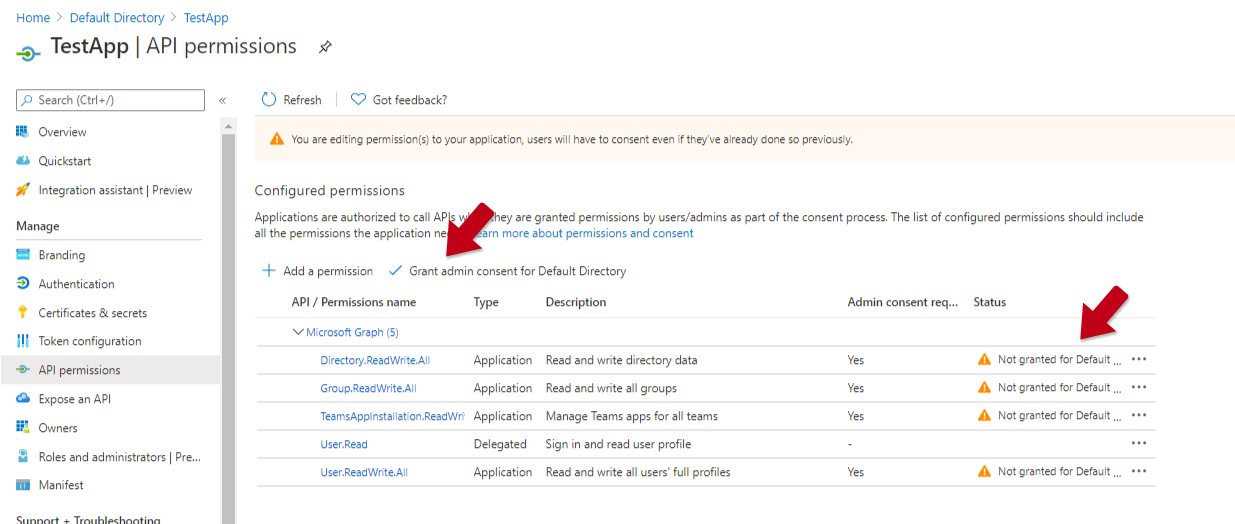 Home > Default Directory > TestApp
TestApp | API permissions
Search (Ctrl+/)
«
Refresh
Got feedback?
Overview
Quickstart
Integration assistant | Preview
Manage
Branding
Authentication
Certificates & secrets
Token configuration
API permissions
Expose an API
Owners
Roles and administrators | Pre...
Manifest
Support + Troubleshooting
You are editing permission(s) to your application, users will have to consent even if they've already done so previously.
Configured permissions
Applications are authorized to call APIs they are granted permissions by users/admins as part of the consent process. The list of configured permissions should include
all the permissions the application more about permissions and consent
Add a permission
Grant admin consent for Default Directory
API / Permissions name Type Description Admin consent req... Status
Microsoft Graph (5)
Directory.ReadWrite.All Application Read and write directory data Yes Not granted for Default ...
Group.ReadWrite.All Application Read and write all groups Yes Not granted for Default ...
TeamsAppInstallation.ReadWri Application Manage Teams apps for all teams Yes Not granted for Default ...
User.Read Delegated Sign in and read user profile -
User.ReadWrite.All Application Read and write all users' full profiles Yes Not granted for Default ...